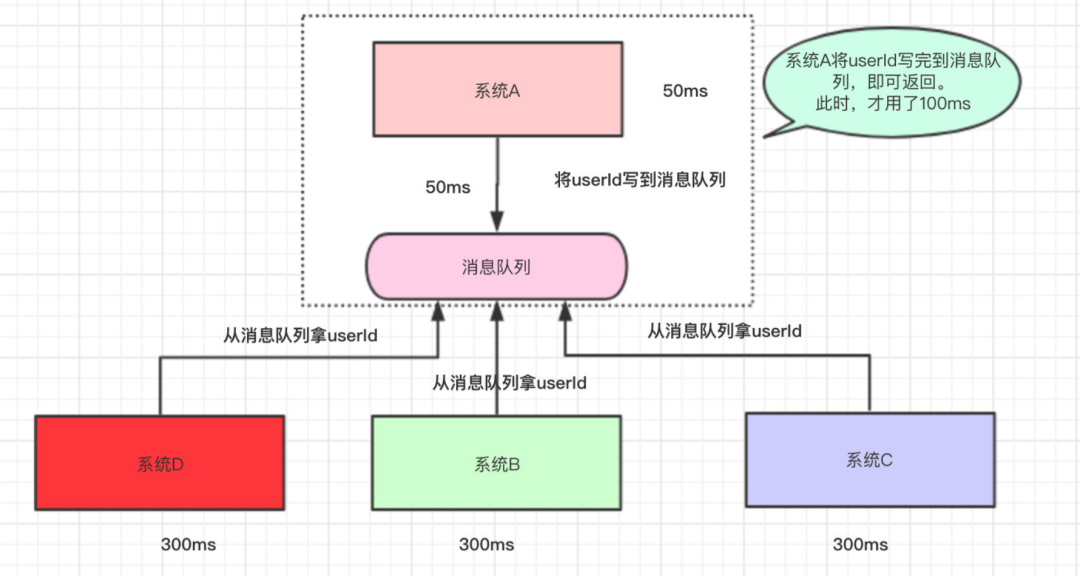 系统A
50ms
系统A将userId写完到消息队
列，即可返回。
此时，才用了100ms
50ms
将userId写到消息队列
消息队列
从消息队列拿userId
从消息队列拿userId
从消息队列拿userId
系统D
系统B
系统C
300ms
300ms
300ms